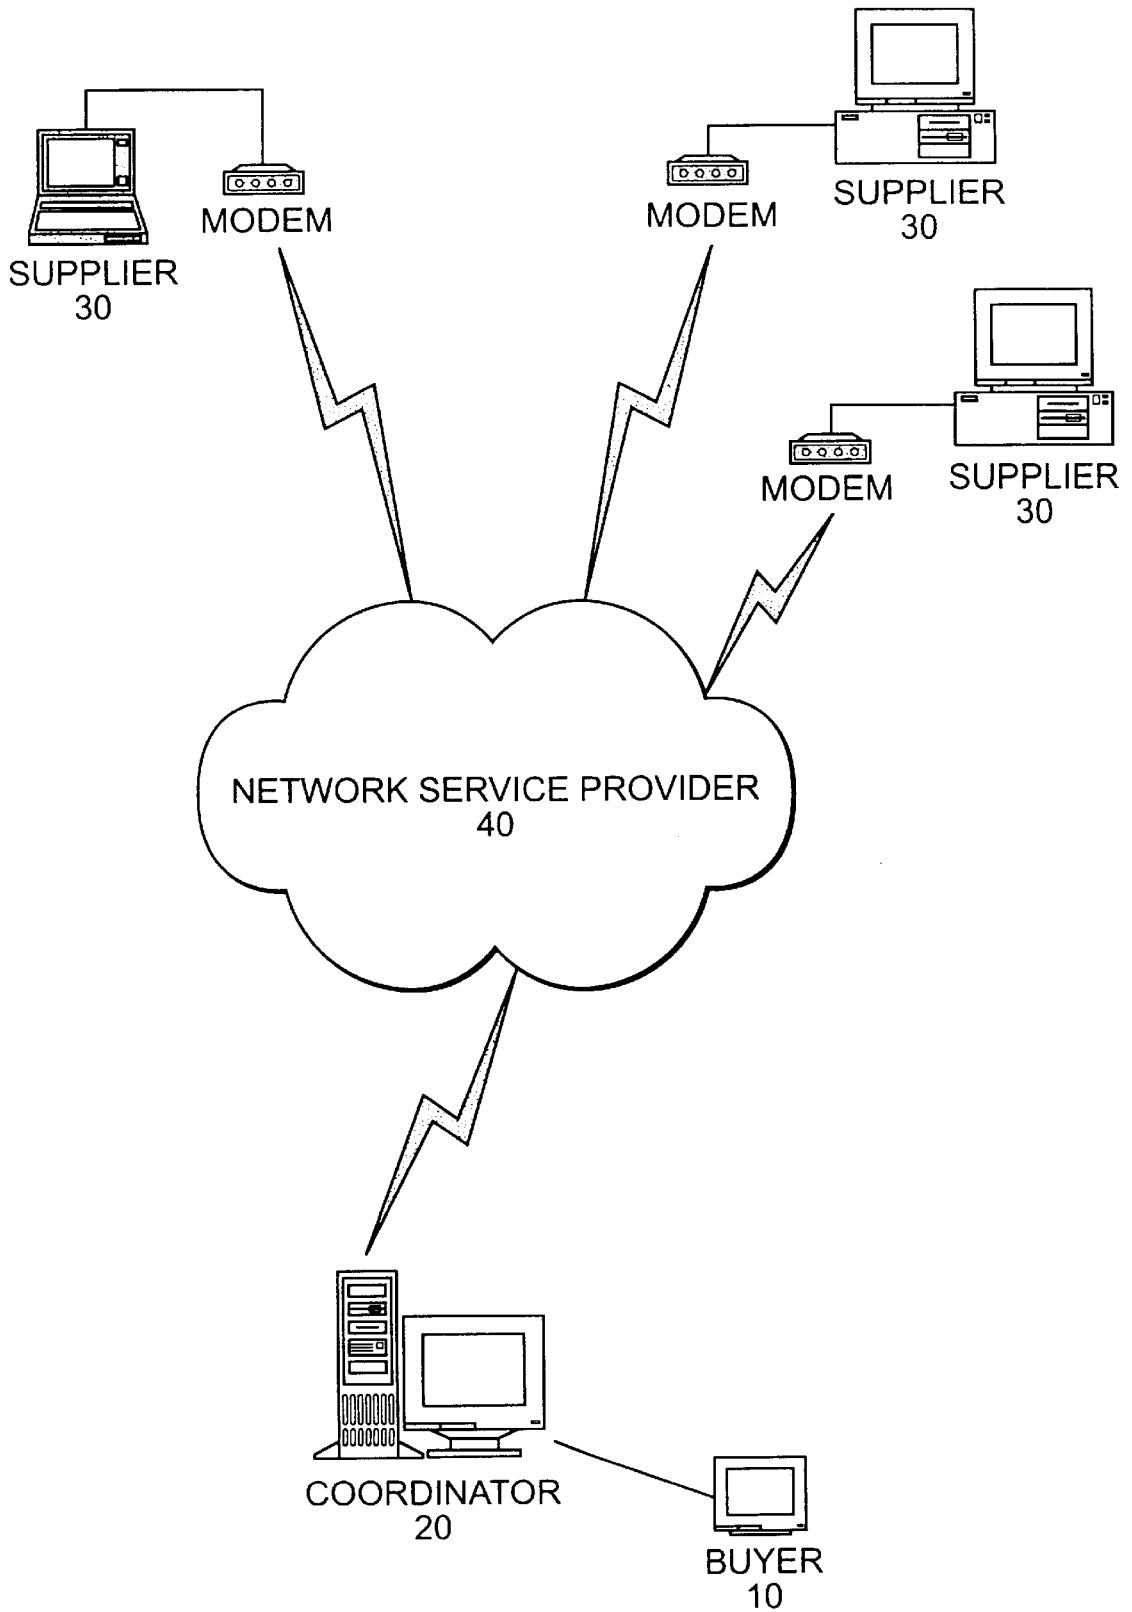 SUPPLIER
30
MODEM
MODEM
SUPPLIER
30
MODEM
SUPPLIER
30
NETWORK SERVICE PROVIDER
40
COORDINATOR
20
BUYER
10